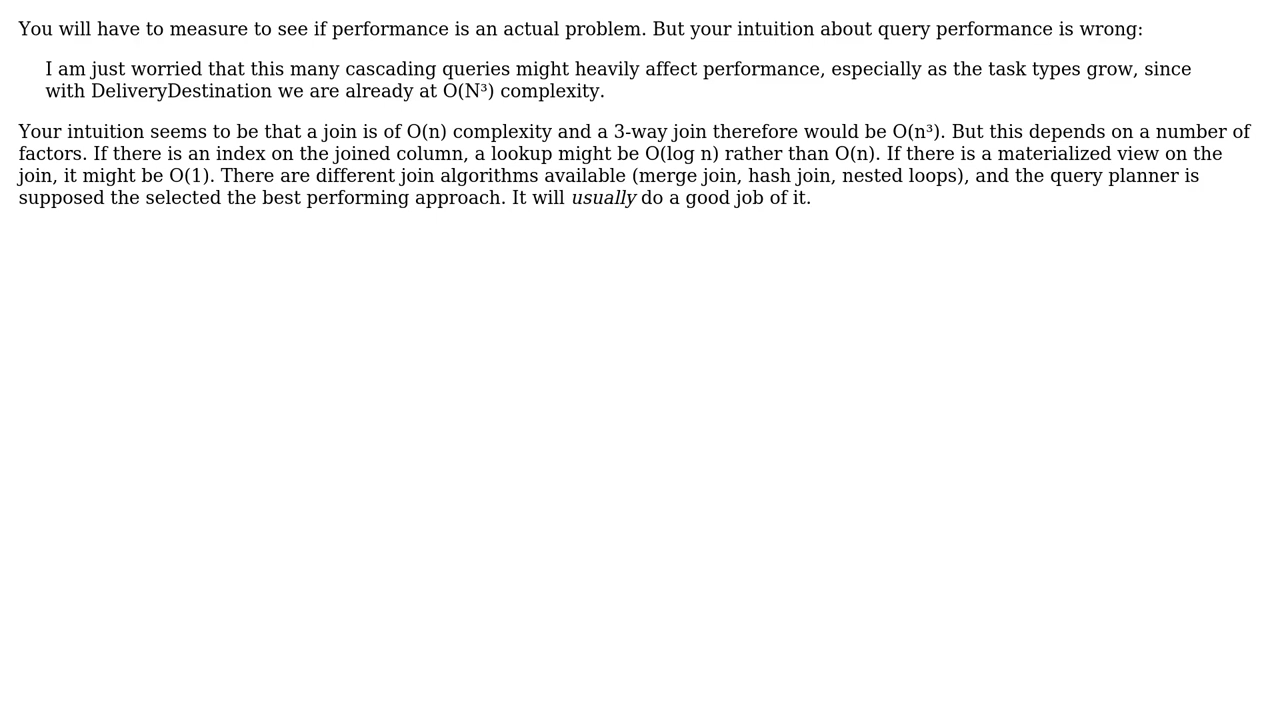 You will have to measure to see if performance is an actual problem. But your intuition about query performance is wrong:
I am just worried that this many cascading queries might heavily affect performance, especially as the task types grow, since
with DeliveryDestination we are already at O(N³) complexity.
Your intuition seems to be that a join is of O(n) complexity and a 3-way join therefore would be O(n³). But this depends on a number of
factors. If there is an index on the joined column, a lookup might be O(log n) rather than O(n). If there is a materialized view on the
join, it might be O(1). There are different join algorithms available (merge join, hash join, nested loops), and the query planner is
supposed the selected the best performing approach. It will usually do a good job of it.